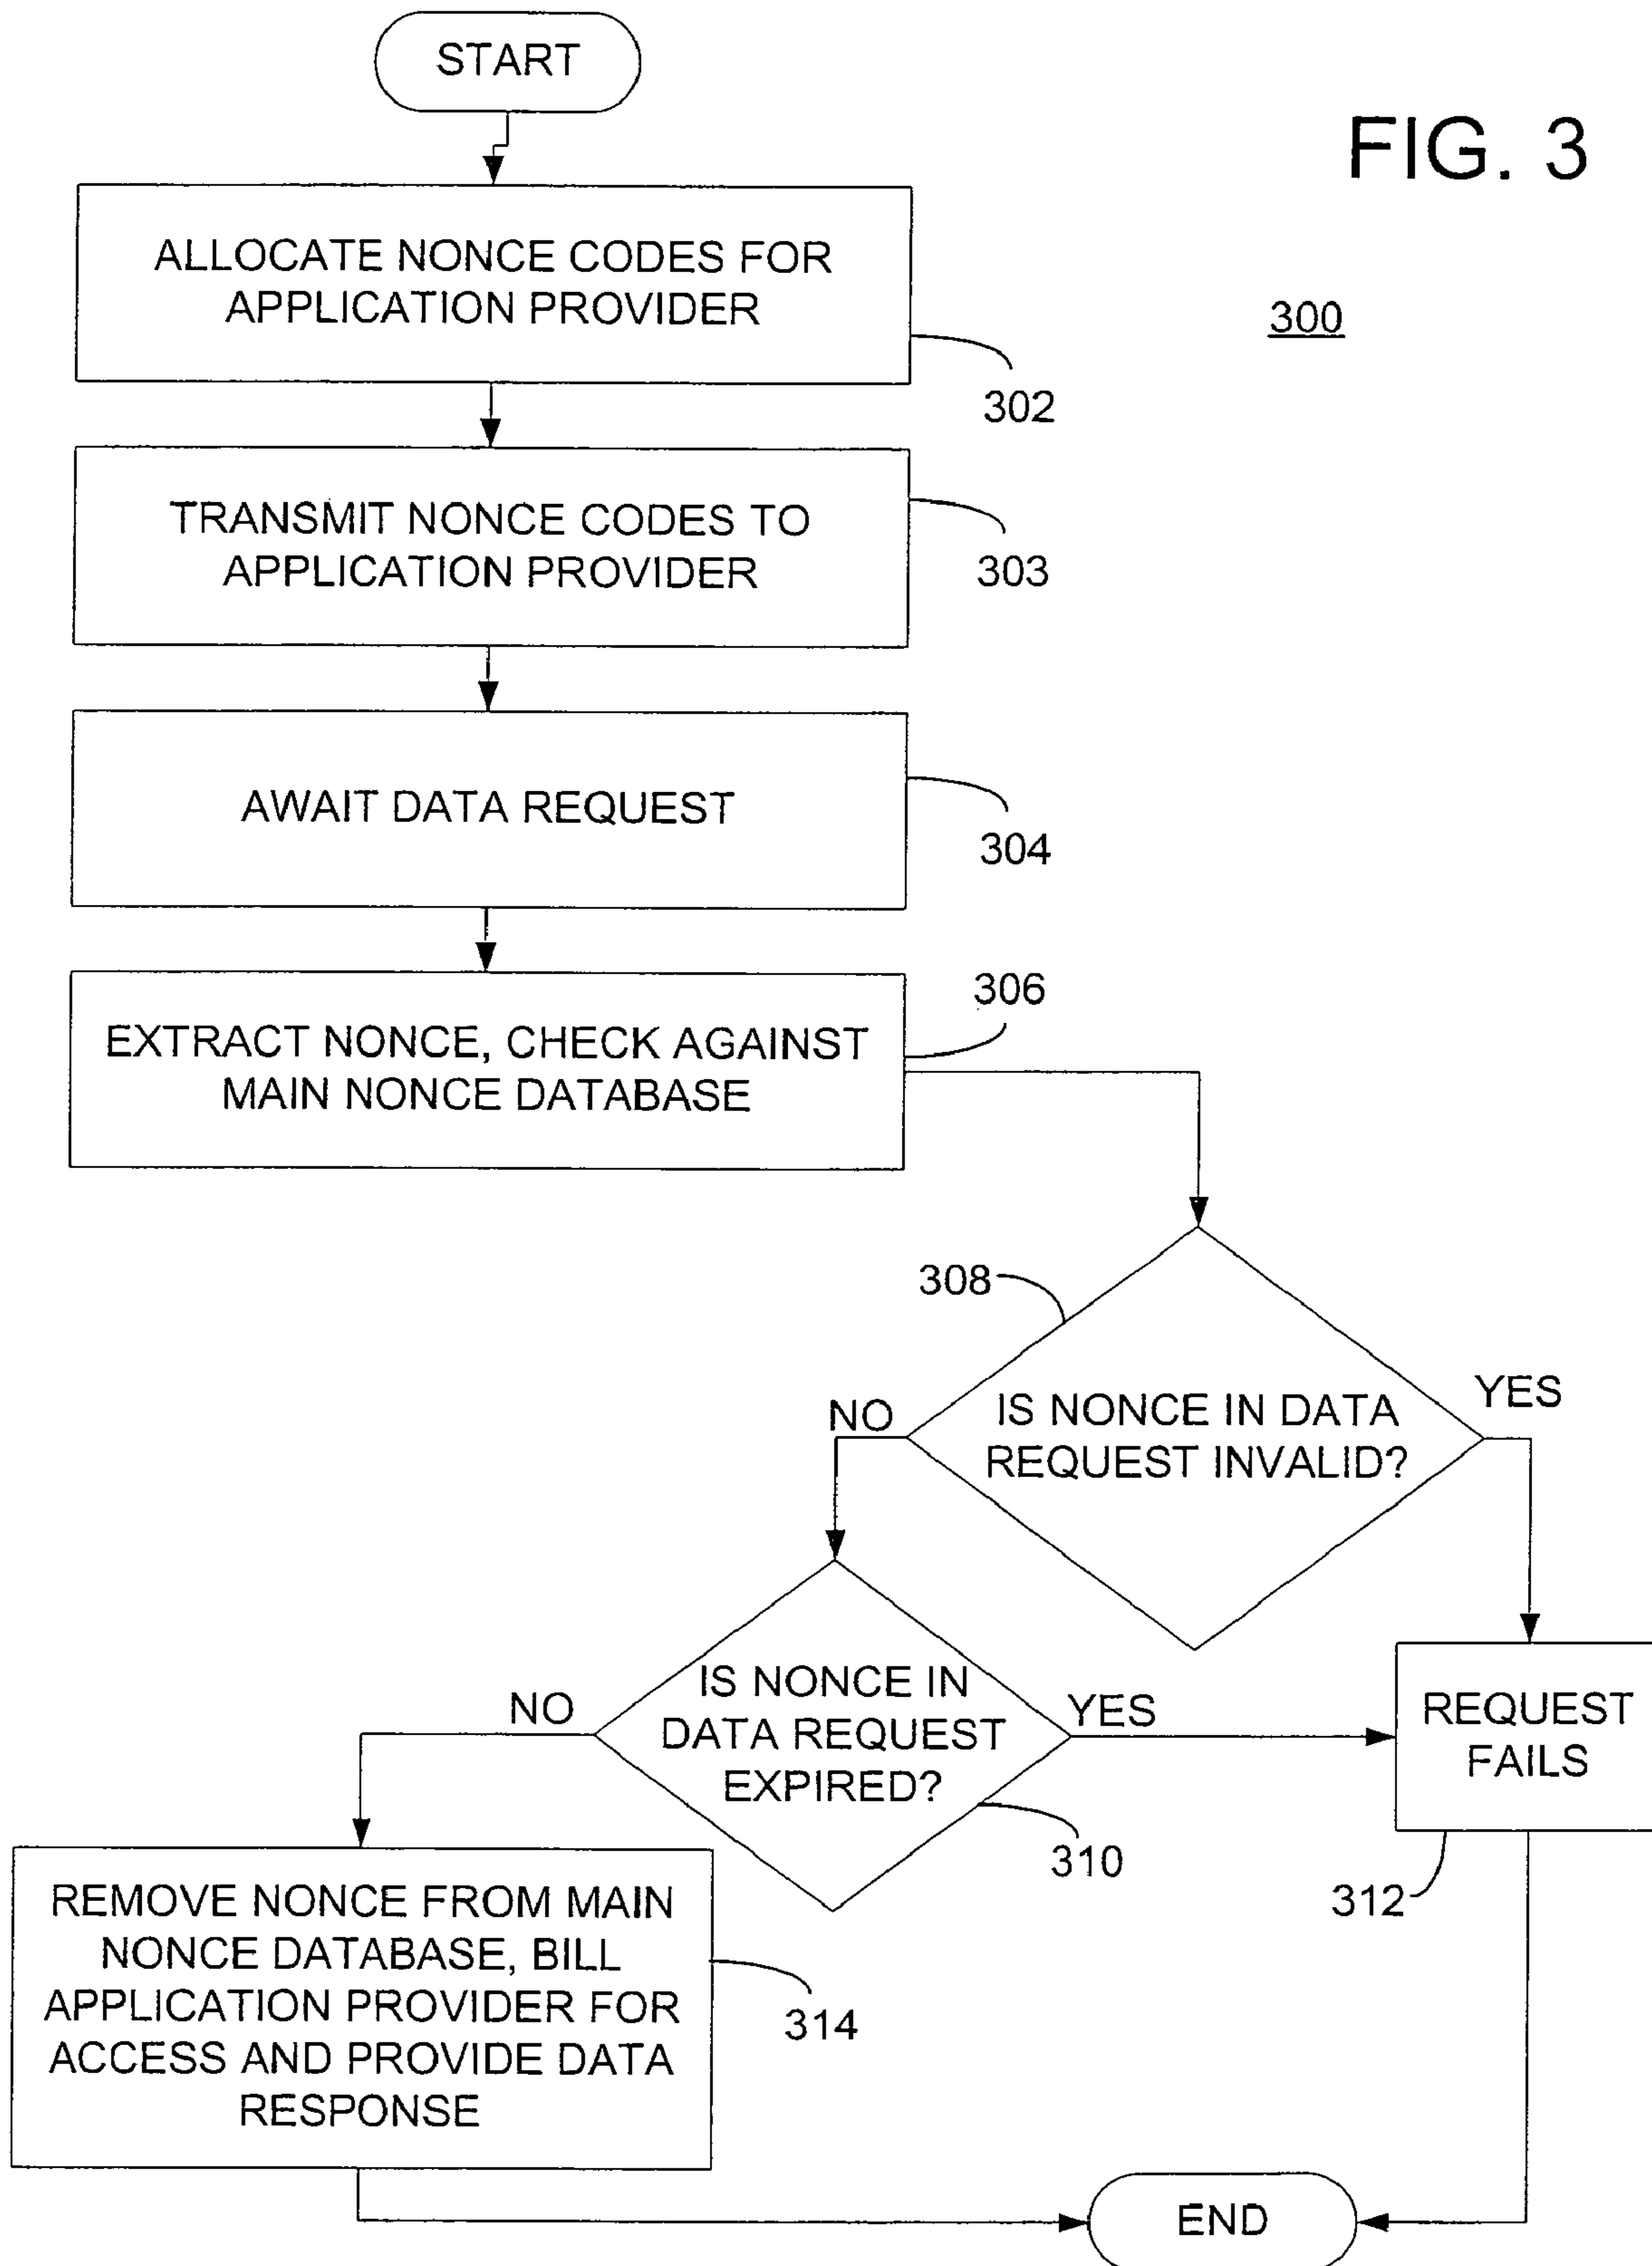 START
FIG. 3
ALLOCATE NONCE CODES FOR
APPLICATION PROVIDER
300
302
TRANSMIT NONCE CODES TO
APPLICATION PROVIDER
303
AWAIT DATA REQUEST
304
306
EXTRACT NONCE, CHECK AGAINST
MAIN NONCE DATABASE
308
NO
IS NONCE IN DATA
REQUEST INVALID?
YES
NO
IS NONCE IN
DATA REQUEST
EXPIRED?
YES
REQUEST
FAILS
310
312
REMOVE NONCE FROM MAIN
NONCE DATABASE, BILL
APPLICATION PROVIDER FOR
ACCESS AND PROVIDE DATA
RESPONSE
314
END